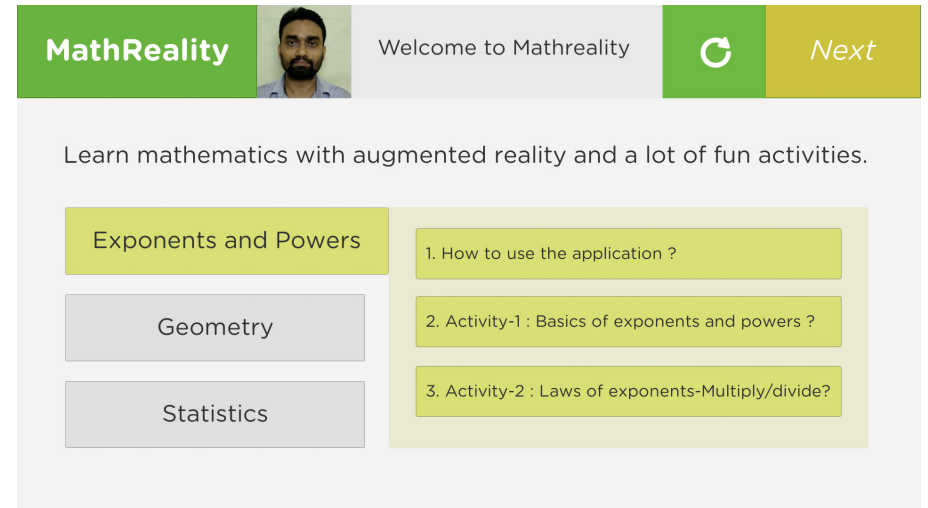 MathReality
Welcome to Mathreality
Next
Learn mathematics with augmented reality and a lot of fun activities.
Exponents and Powers
1. How to use the application ?
2. Activity-1 : Basics of exponents and powers ?
3. Activity-2 : Laws of exponents-Multiply/divide?
Geometry
Statistics